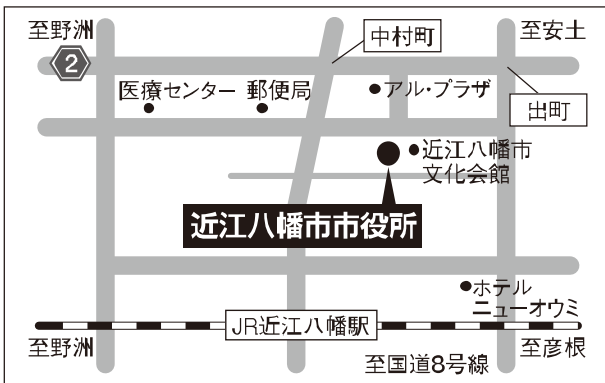 至野洲
中村町
至安土
2
医療センター
郵便局
アル・プラザ
出町
近江八幡市
文化会館
近江八幡市市役所
ホテル
ニューオウミ
JR近江八幡駅
至野洲
至国道8号線
至彦根